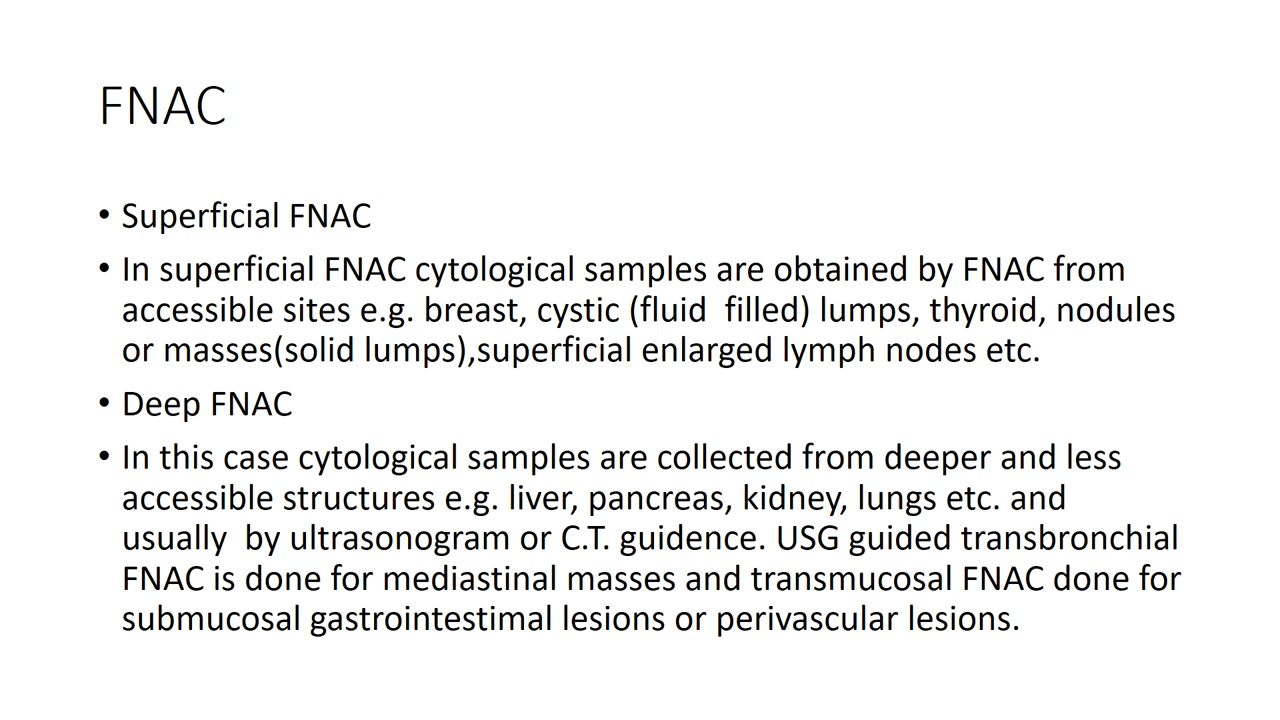 FNAC
• Superficial FNAC
• In superficial FNAC cytological samples are obtained by FNAC from
accessible sites e.g. breast, cystic (fluid  filled) lumps, thyroid, nodules
or masses(solid lumps),superficial enlarged lymph nodes etc.
• Deep FNAC
• In this case cytological samples are collected from deeper and less
accessible structures e.g. liver, pancreas, kidney, lungs etc. and
usually  by ultrasonogram or C.T. guidence. USG guided transbronchial
FNAC is done for mediastinal masses and transmucosal FNAC done for
submucosal gastrointestimal lesions or perivascular lesions.